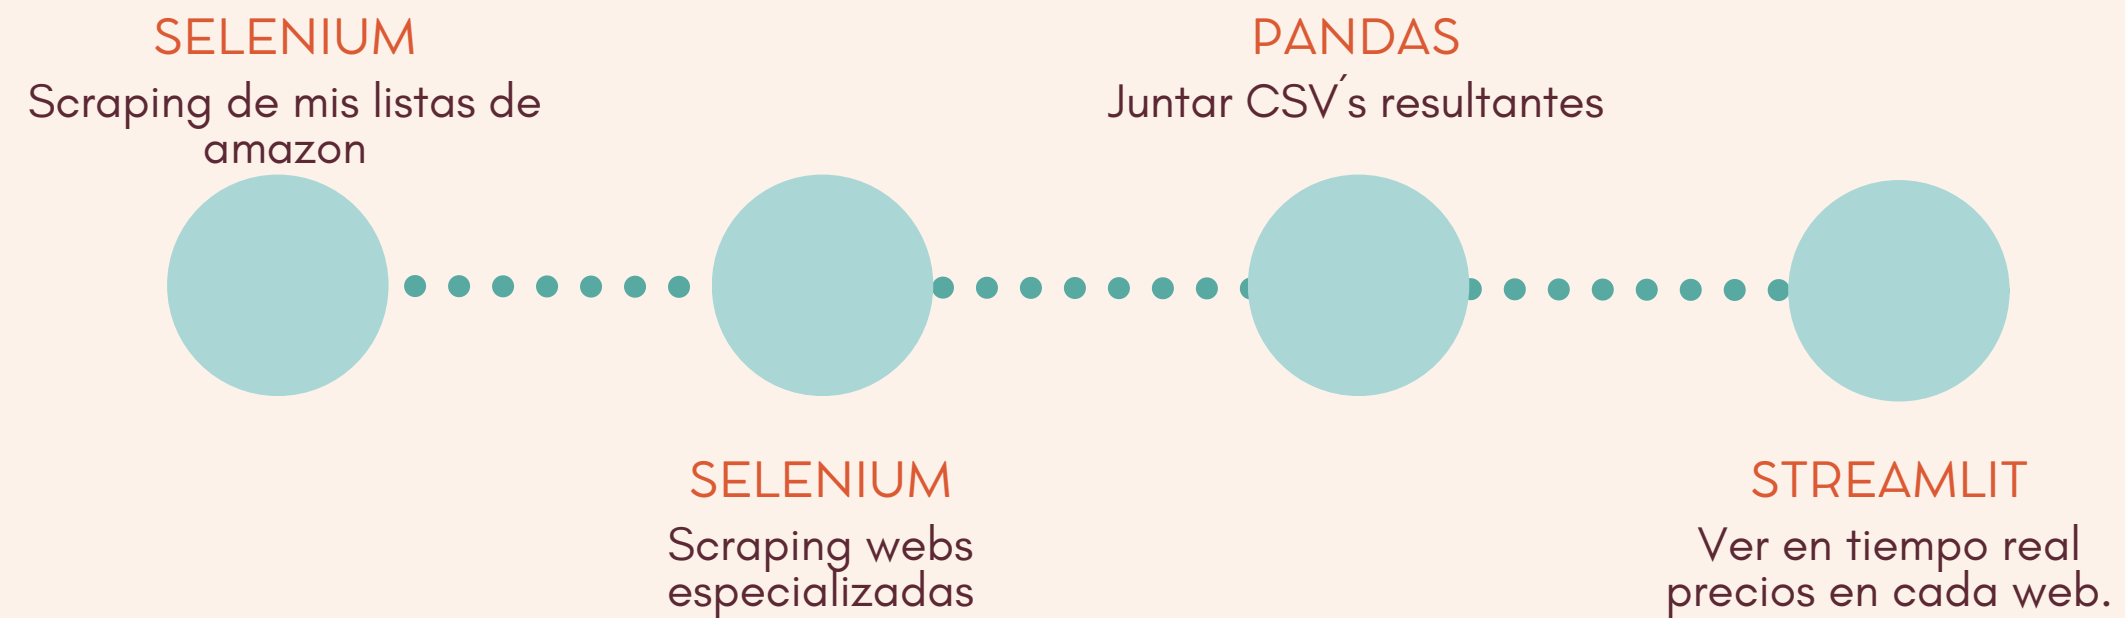 SELENIUM
Scraping de mis listas de
amazon
SELENIUM
Scraping webs
especializadas
PANDAS
Juntar CSV´s resultantes
STREAMLIT
Ver en tiempo real
precios en cada web.